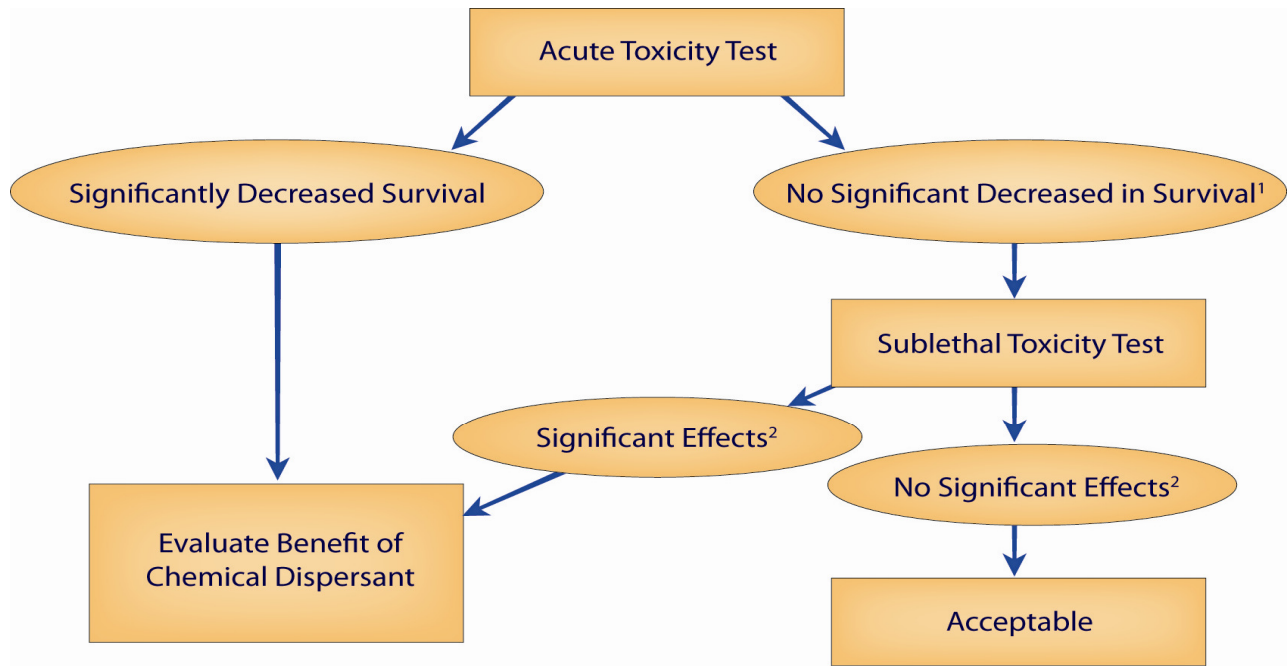 Acute Toxicity Test
Significantly Decreased Survival
No Significant Decreased in Survival¹
Sublethal Toxicity Test
Significant Effects²
No Significant Effects²
Evaluate Benefit of
Chemical Dispersant
Acceptable